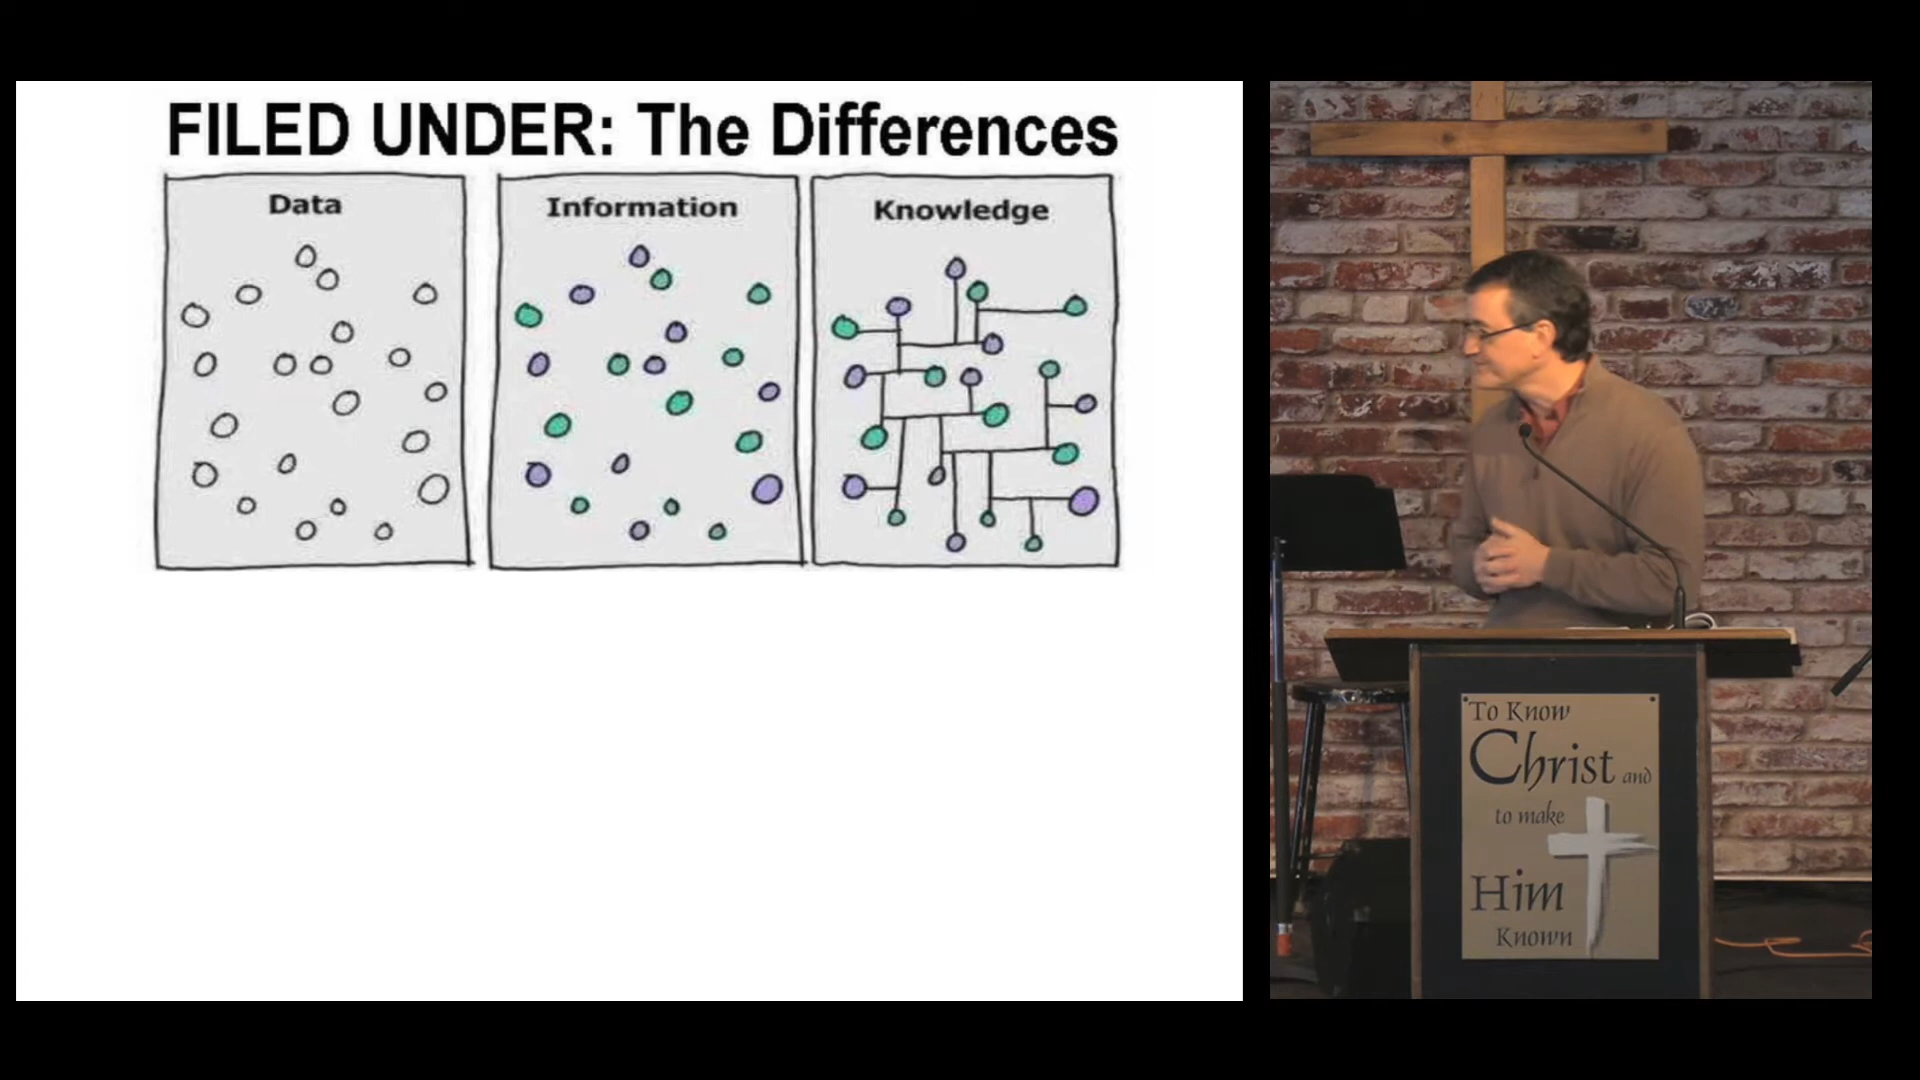 FILED UNDER: The Differences
Data
Information
Knowledge
To Know
Christ and
to make
Him
Known